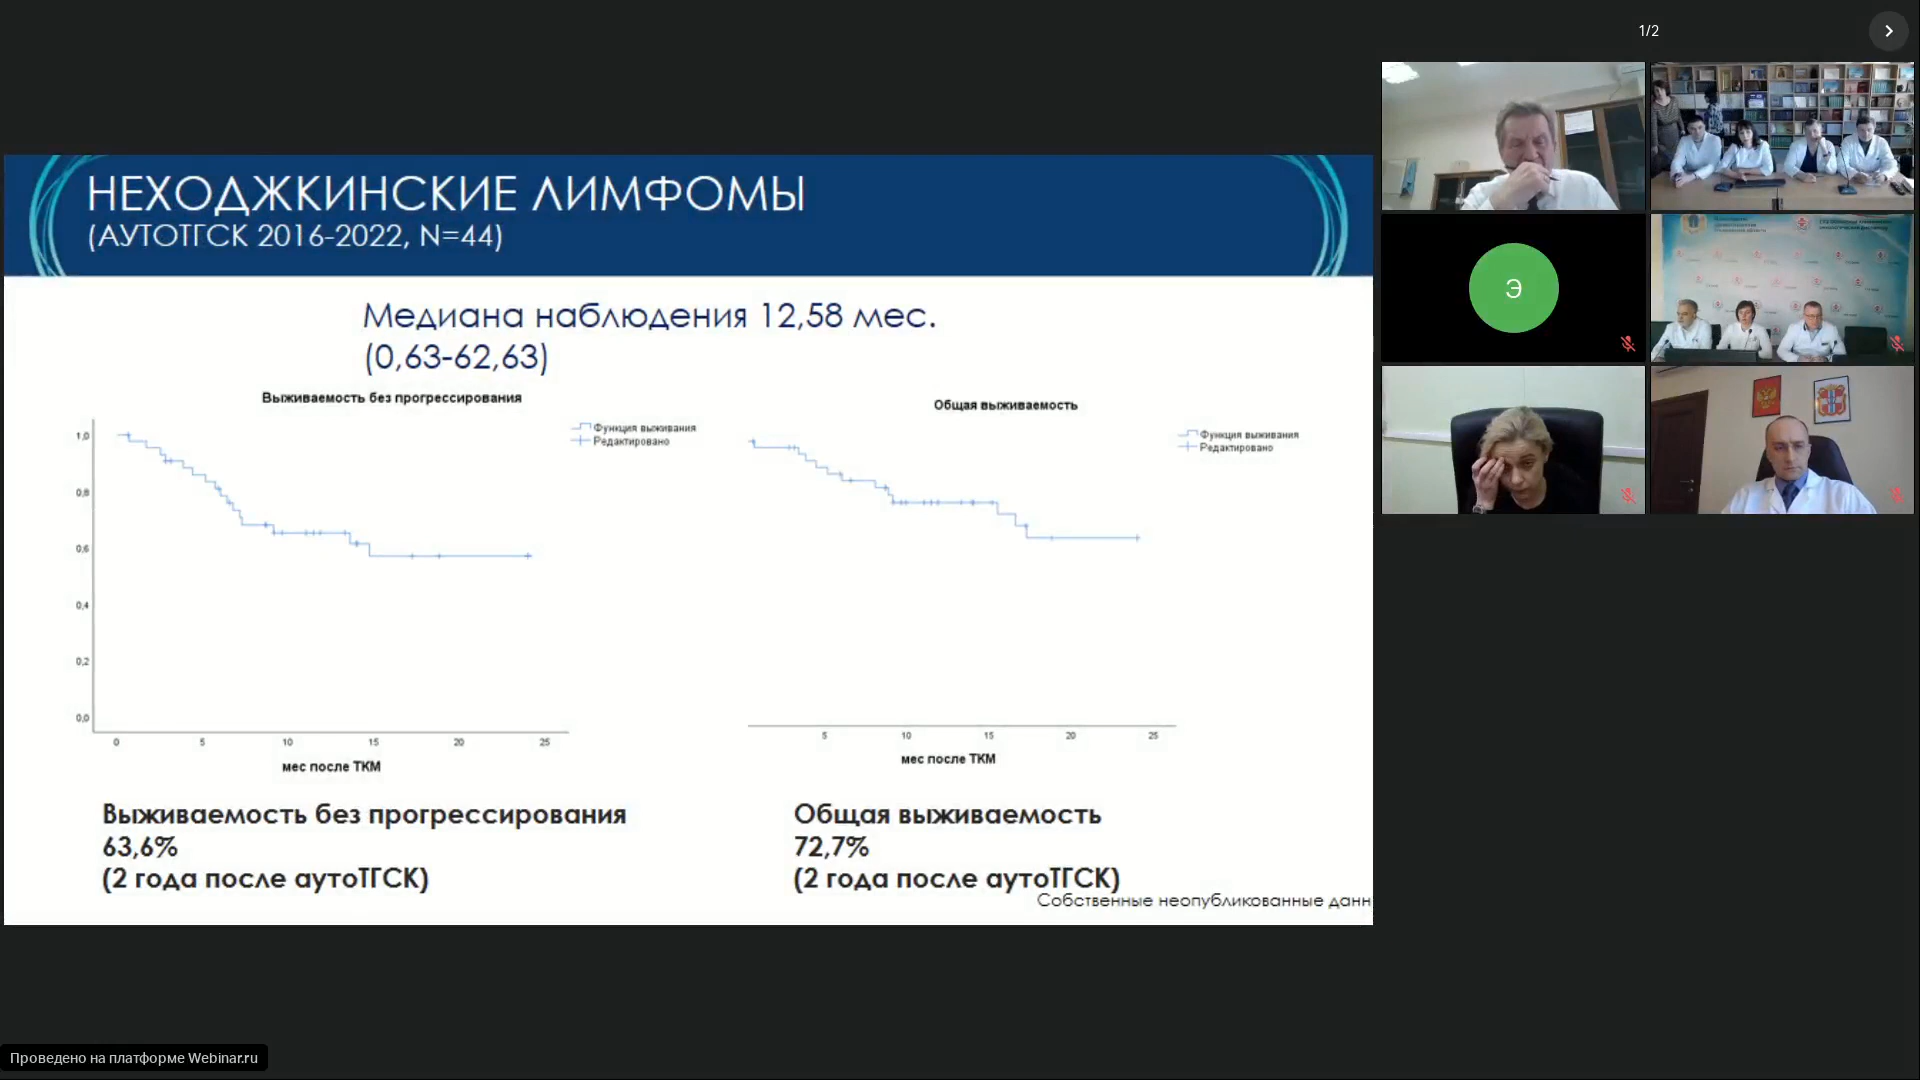 1/2
НЕХОДЖКИНСКИЕ ЛИМФОМЫ
(АУТОТГСК 2016-2022, N=44)
Медиана наблюдения 12,58 мес.
(0,63-62,63)
Выживаемость без прогрессирования
Функция выживания
Редактировано
1,0
0,8
0,6
0,4
0,2
0,0
0 5 10 15 20 25
мес после ТКМ
Общая выживаемость
Функция выживания
Редактировано
5 10 15 20 25
мес после ТКМ
Выживаемость без прогрессирования
63,6%
(2 года после аутоТГСК)
Общая выживаемость
72,7%
(2 года после аутоТГСК)
Собственные неопубликованные данн
Э
Проведено на платформе Webinar.ru